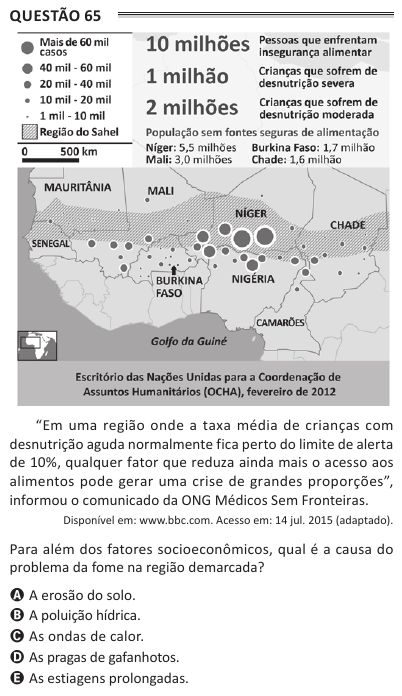 QUESTÃO 65
Mais de 60 mil
casos
40 mil - 60 mil
20 mil - 40 mil
10 mil - 20 mil
1 mil - 10 mil
Região do Sahel
0 500 km
10 milhões Pessoas que enfrentam
insegurança alimentar
1 milhão Crianças que sofrem de
desnutrição severa
2 milhões Crianças que sofrem de
desnutrição moderada
População sem fontes seguras de alimentação
Níger: 5,5 milhões Burkina Faso: 1,7 milhão
Mali: 3,0 milhões Chade: 1,6 milhão
MAURITÂNIA
MALI
NÍGER
CHADE
SENEGAL
BURKINA
FASO
NIGÉRIA
CAMARÕES
Golfo da Guiné
Escritório das Nações Unidas para a Coordenação de
Assuntos Humanitários (OCHA), fevereiro de 2012
“Em uma região onde a taxa média de crianças com
desnutrição aguda normalmente fica perto do limite de alerta
de 10%, qualquer fator que reduza ainda mais o acesso aos
alimentos pode gerar uma crise de grandes proporções”,
informou o comunicado da ONG Médicos Sem Fronteiras.
Disponível em: www.bbc.com. Acesso em: 14 jul. 2015 (adaptado).
Para além dos fatores socioeconômicos, qual é a causa do
problema da fome na região demarcada?
A A erosão do solo.
B A poluição hídrica.
C As ondas de calor.
D As pragas de gafanhotos.
E As estiagens prolongadas.